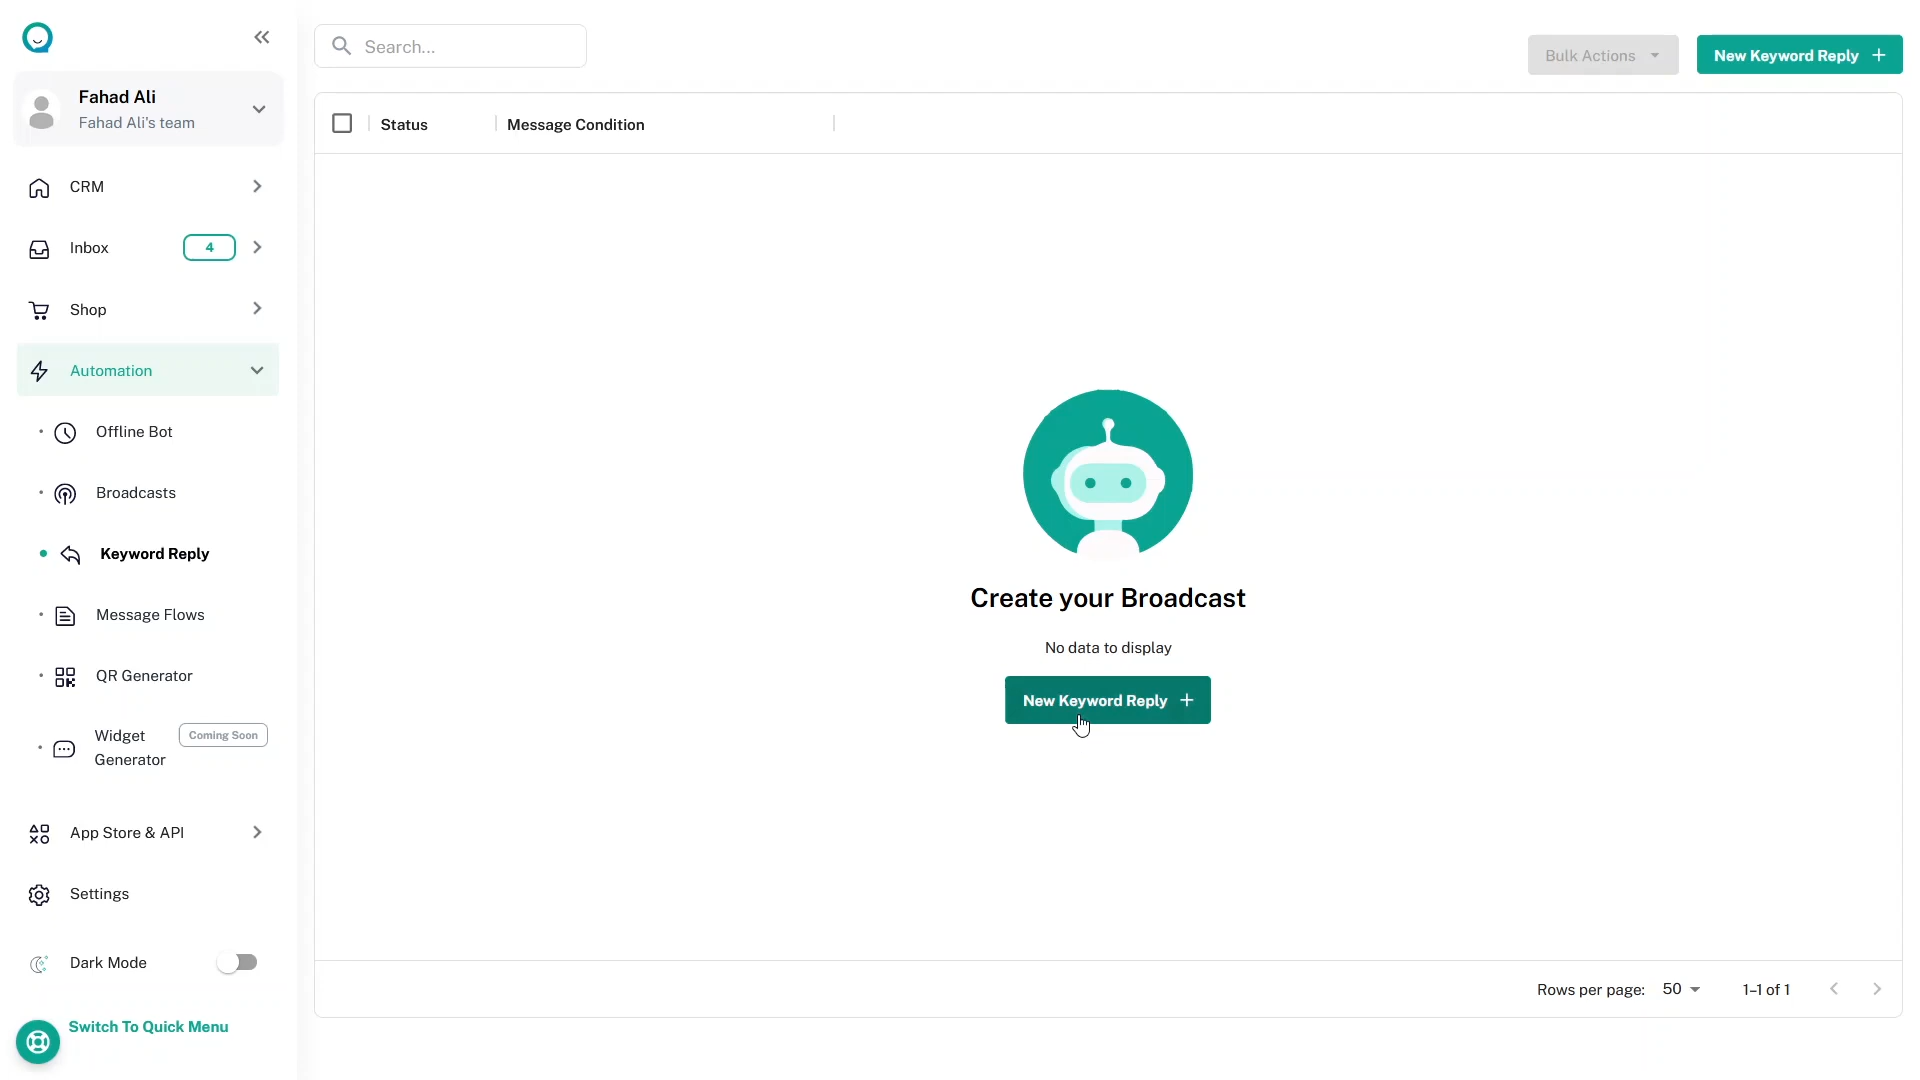 Search...
Bulk Actions
New Keyword Reply
Fahad Ali
Fahad Ali's team
Status
Message Condition
CRM
Inbox
4
Shop
Automation
Offline Bot
Broadcasts
Keyword Reply
Message Flows
QR Generator
Widget
Generator
Coming Soon
App Store & API
Settings
Dark Mode
Switch To Quick Menu
Create your Broadcast
No data to display
New Keyword Reply
Rows per page: 50
1–1 of 1